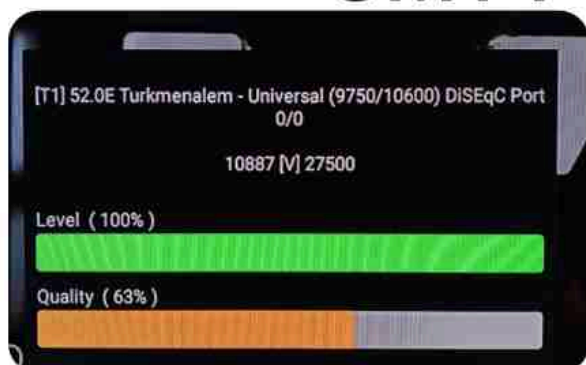 [T1] 52.0E Turkmenalem - Universal (9750/10600) DiSEqC Port
0/0
10887 [V] 27500
Level ( 100% )
Quality ( 63% )